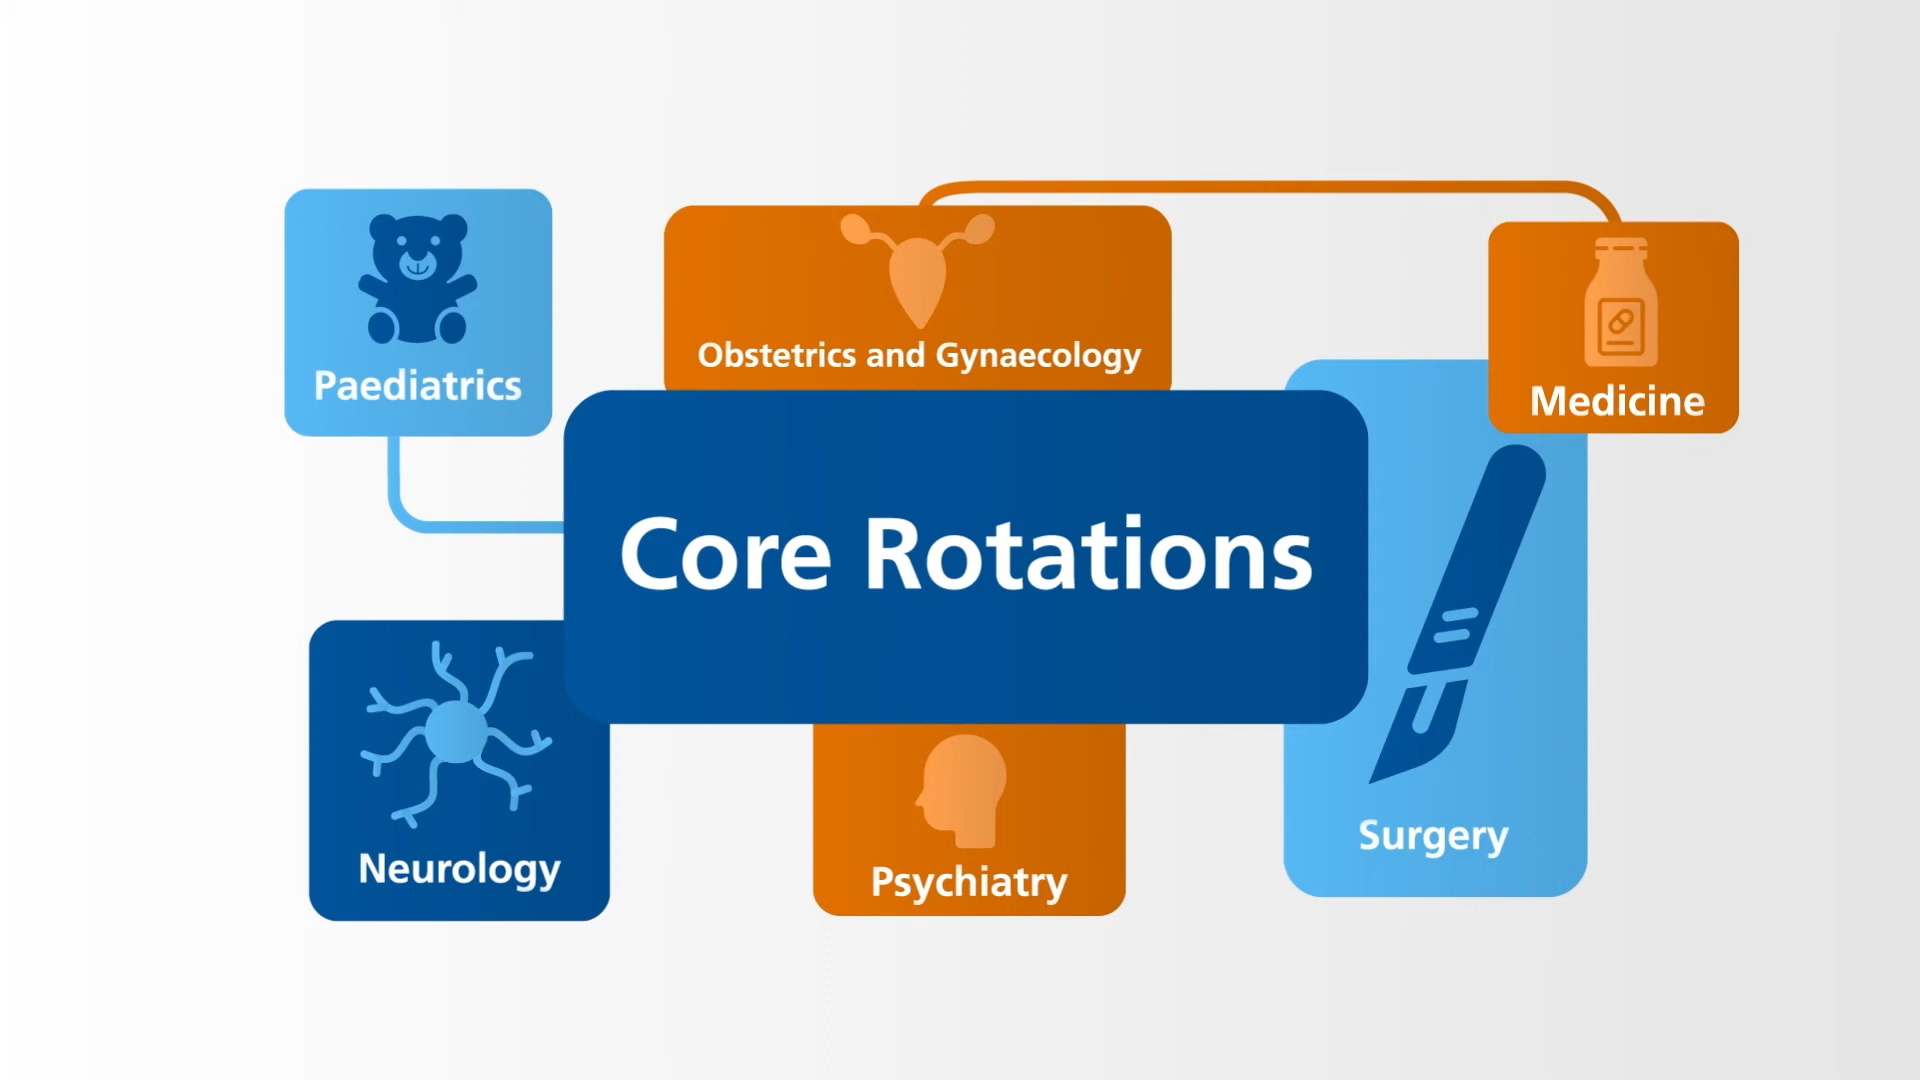 Paediatrics
Obstetrics and Gynaecology
Medicine
Core Rotations
Neurology
Psychiatry
Surgery